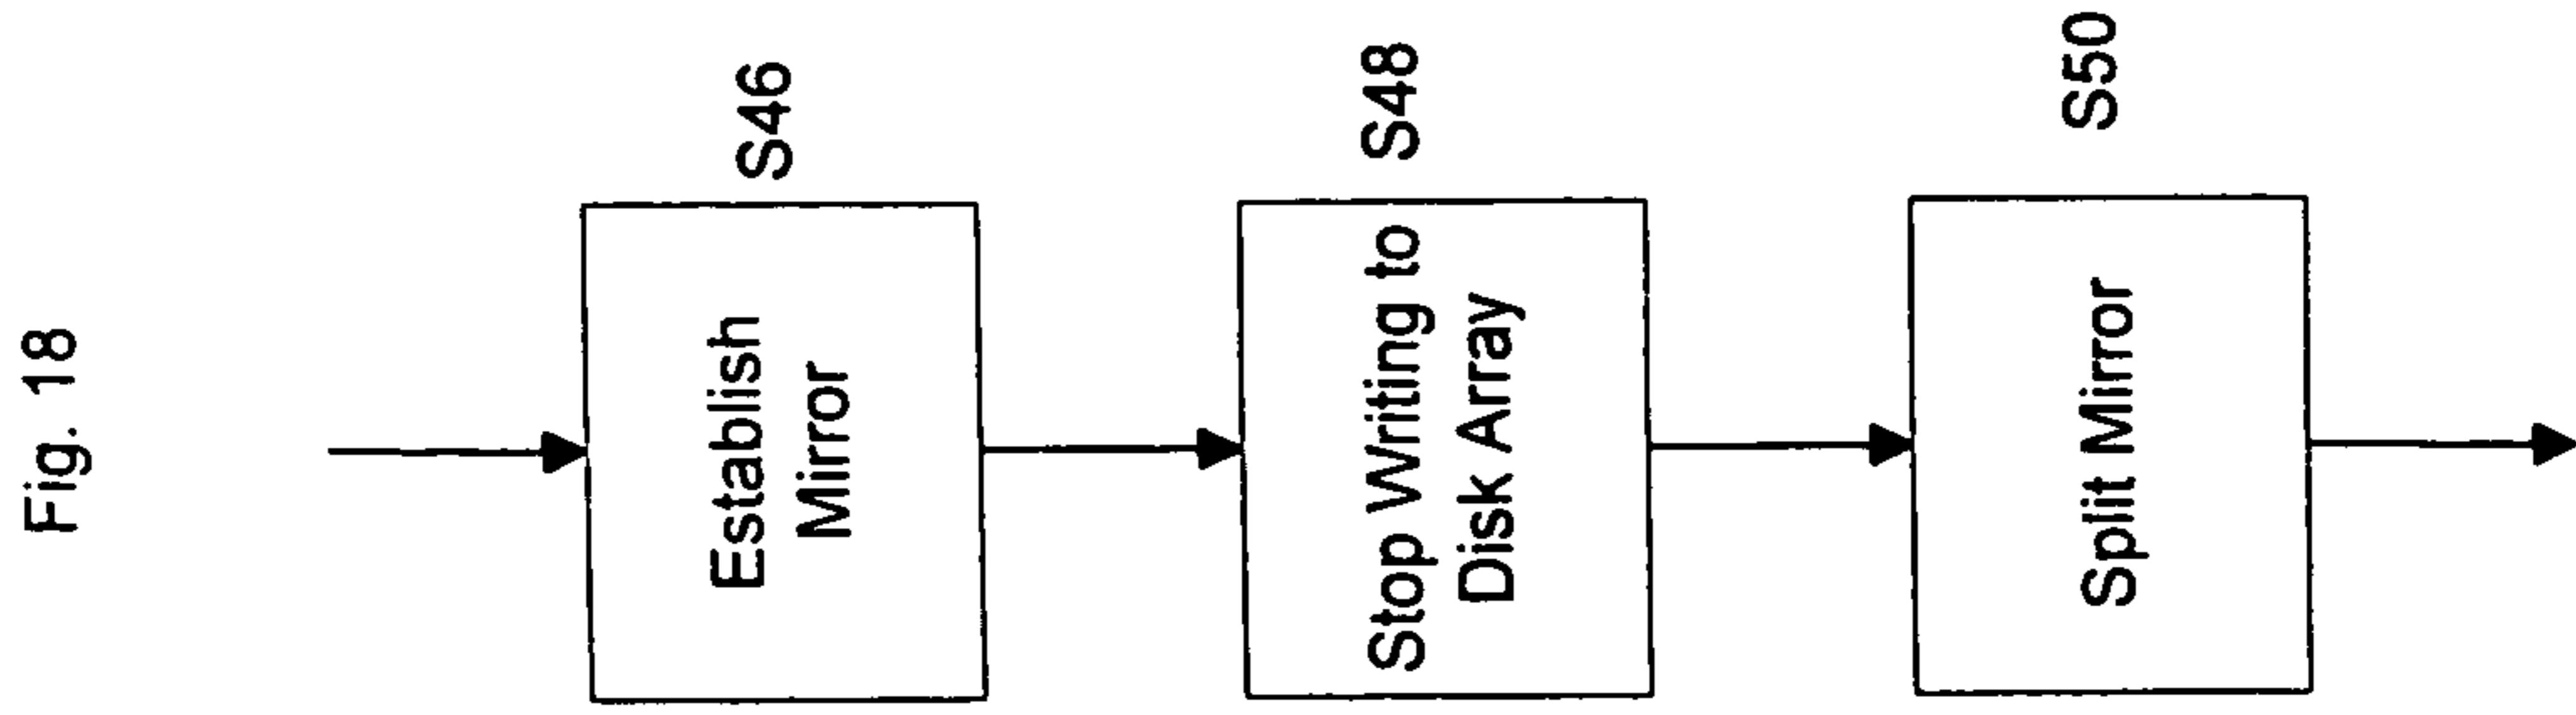 Fig. 18
Establish
Mirror
S46
Stop Writing to
Disk Array
S48
Split Mirror
S50